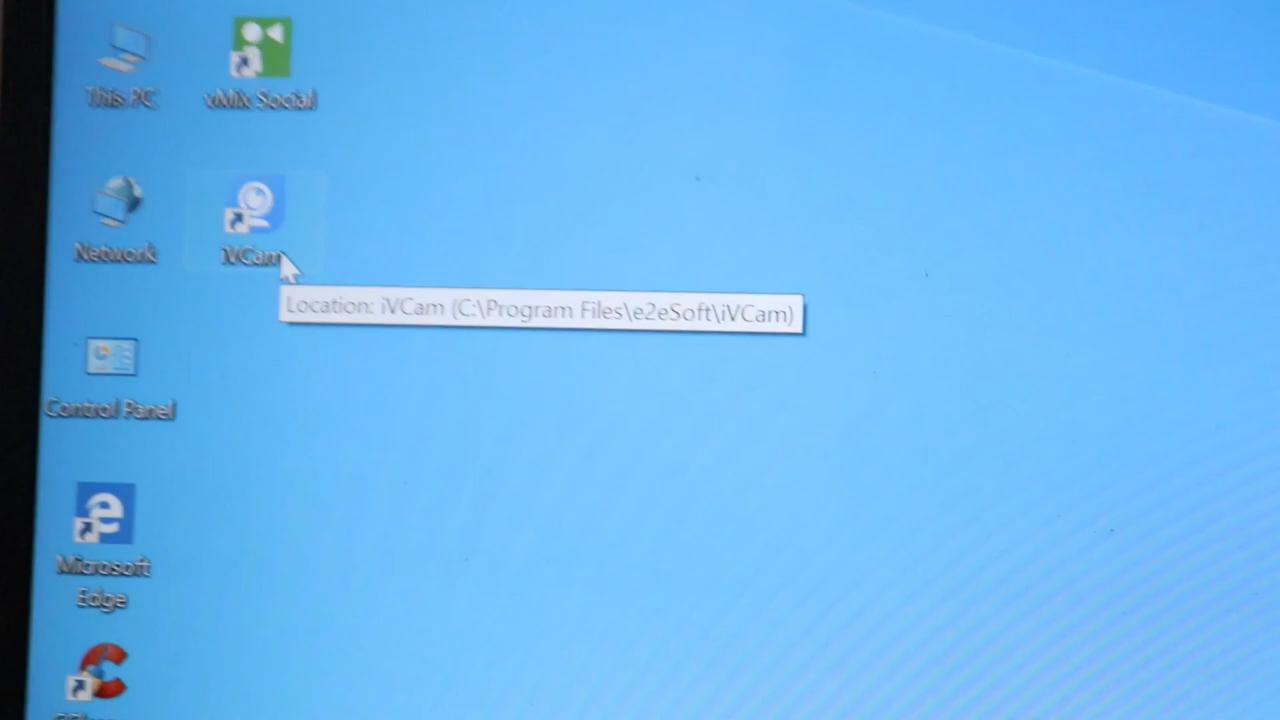 This PC
vMix Social
Network
iVCam
Location: iVCam (C:\Program Files\e2eSoft\iVCam)
Control Panel
Microsoft
Edge